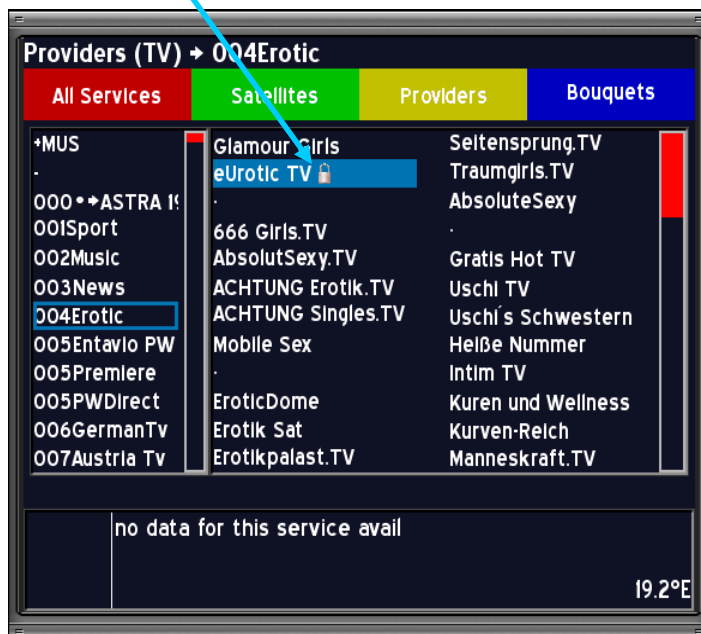 Providers (TV) → 004Erotic
All Services
Satellites
Providers
Bouquets
+MUS
-
000•→ASTRA 19
001Sport
002Music
003News
004Erotic
005Entavio PW
005Premiere
005PWDirect
006GermanTv
007Austria Tv
Glamour Girls
eUrotic TV
.
666 Girls.TV
AbsolutSexy.TV
ACHTUNG Erotik.TV
ACHTUNG Singles.TV
Mobile Sex
.
EroticDome
Erotik Sat
Erotikpalast.TV
Seitensprung.TV
Traumgirls.TV
AbsoluteSexy
.
Gratis Hot TV
Uschi TV
Uschi´s Schwestern
Heiße Nummer
Intim TV
Kuren und Wellness
Kurven-Reich
Manneskraft.TV
no data for this service avail
19.2°E